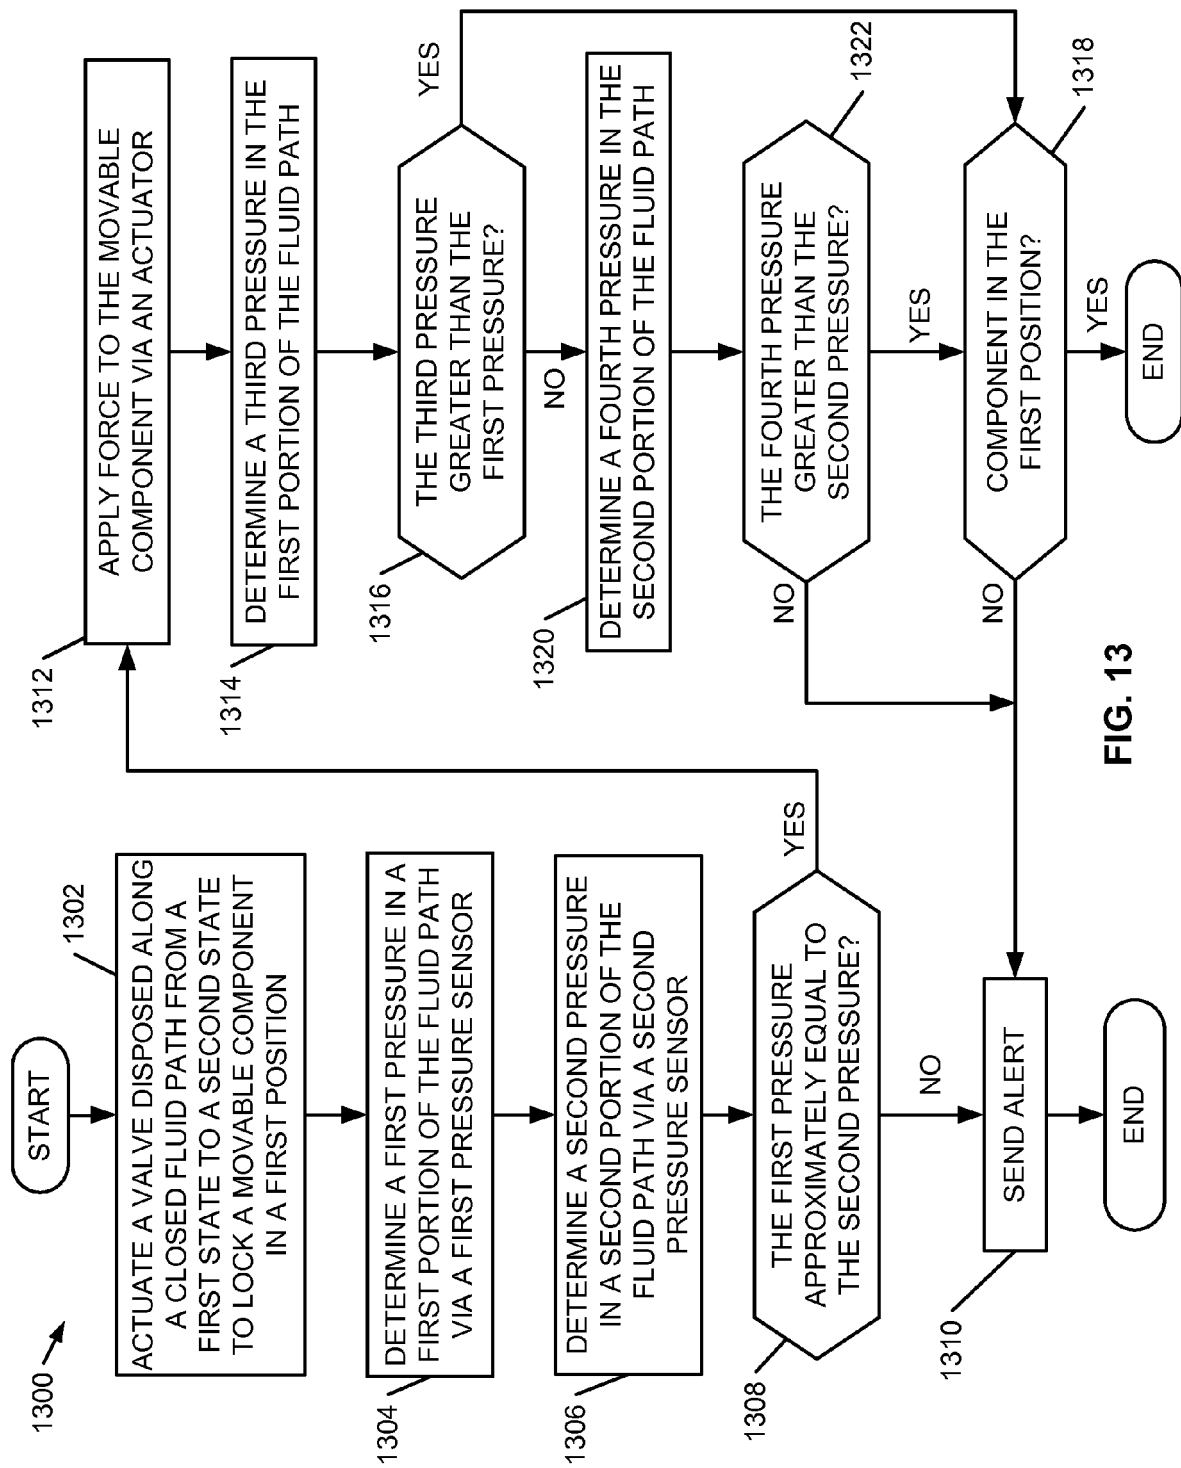 1300
START
1302
ACTUATE A VALVE DISPOSED ALONG
A CLOSED FLUID PATH FROM A
FIRST STATE TO A SECOND STATE
TO LOCK A MOVABLE COMPONENT
IN A FIRST POSITION
1304
DETERMINE A FIRST PRESSURE IN A
FIRST PORTION OF THE FLUID PATH
VIA A FIRST PRESSURE SENSOR
1306
DETERMINE A SECOND PRESSURE
IN A SECOND PORTION OF THE
FLUID PATH VIA A SECOND
PRESSURE SENSOR
1308
THE FIRST PRESSURE
APPROXIMATELY EQUAL TO
THE SECOND PRESSURE?
YES
NO
1310
SEND ALERT
END
1312
APPLY FORCE TO THE MOVABLE
COMPONENT VIA AN ACTUATOR
1314
DETERMINE A THIRD PRESSURE IN THE
FIRST PORTION OF THE FLUID PATH
1316
THE THIRD PRESSURE
GREATER THAN THE
FIRST PRESSURE?
YES
NO
1320
DETERMINE A FOURTH PRESSURE IN THE
SECOND PORTION OF THE FLUID PATH
1322
THE FOURTH PRESSURE
GREATER THAN THE
SECOND PRESSURE?
NO
YES
1318
COMPONENT IN THE
FIRST POSITION?
NO
YES
END
FIG. 13